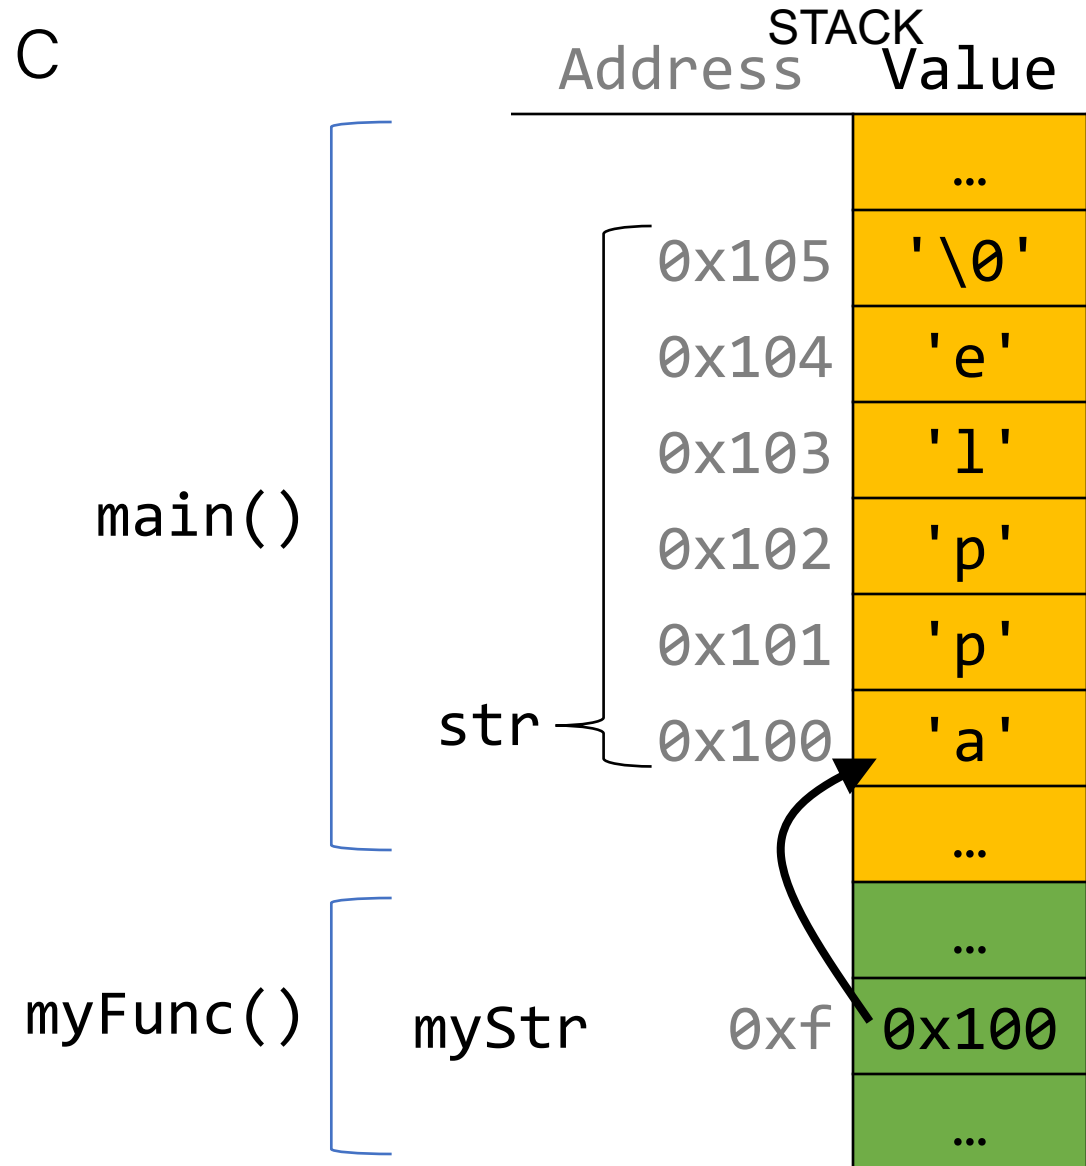 C
STACK
Address Value
…
0x105 '\0'
0x104 'e'
0x103 'l'
main()
0x102 'p'
0x101 'p'
str
0x100 'a'
…
…
myFunc()
myStr 0xf 0x100
…